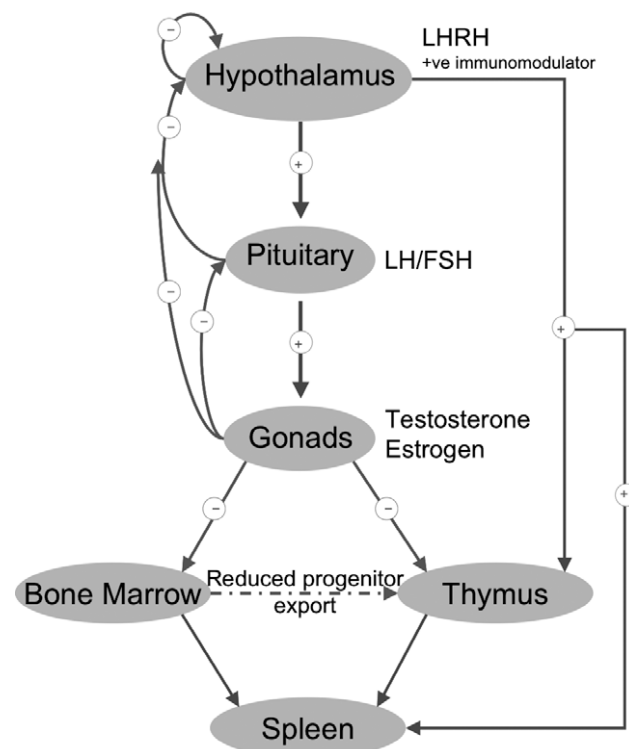 −
Hypothalamus
LHRH
+ve immunomodulator
−
+
Pituitary
LH/FSH
−
−
+
+
Gonads
Testosterone
Estrogen
−
−
+
Bone Marrow
Reduced progenitor
export
Thymus
Spleen